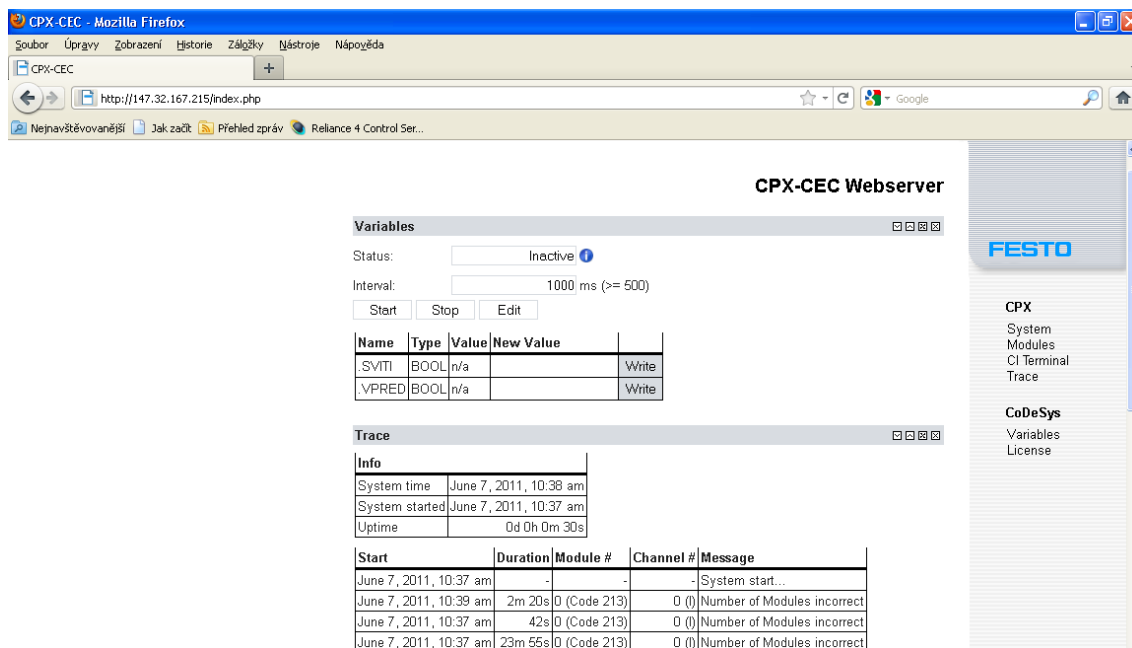 CPX-CEC - Mozilla Firefox
Soubor Úpravy Zobrazení Historie Záložky Nástroje Nápověda
CPX-CEC
http://147.32.167.215/index.php
Google
Nejnavštěvovanější Jak začít Přehled zpráv Reliance 4 Control Ser...
CPX-CEC Webserver
FESTO
CPX
System
Modules
CI Terminal
Trace
CoDeSys
Variables
License
Variables
Status: Inactive
Interval: 1000 ms (>= 500)
Start Stop Edit
Name Type Value New Value
.SVITI BOOL n/a Write
.VPRED BOOL n/a Write
Trace
Info
System time June 7, 2011, 10:38 am
System started June 7, 2011, 10:37 am
Uptime 0d 0h 0m 30s
Start Duration Module # Channel # Message
June 7, 2011, 10:37 am - - - System start...
June 7, 2011, 10:39 am 2m 20s 0 (Code 213) 0 (I) Number of Modules incorrect
June 7, 2011, 10:37 am 42s 0 (Code 213) 0 (I) Number of Modules incorrect
June 7, 2011, 10:37 am 23m 55s 0 (Code 213) 0 (I) Number of Modules incorrect